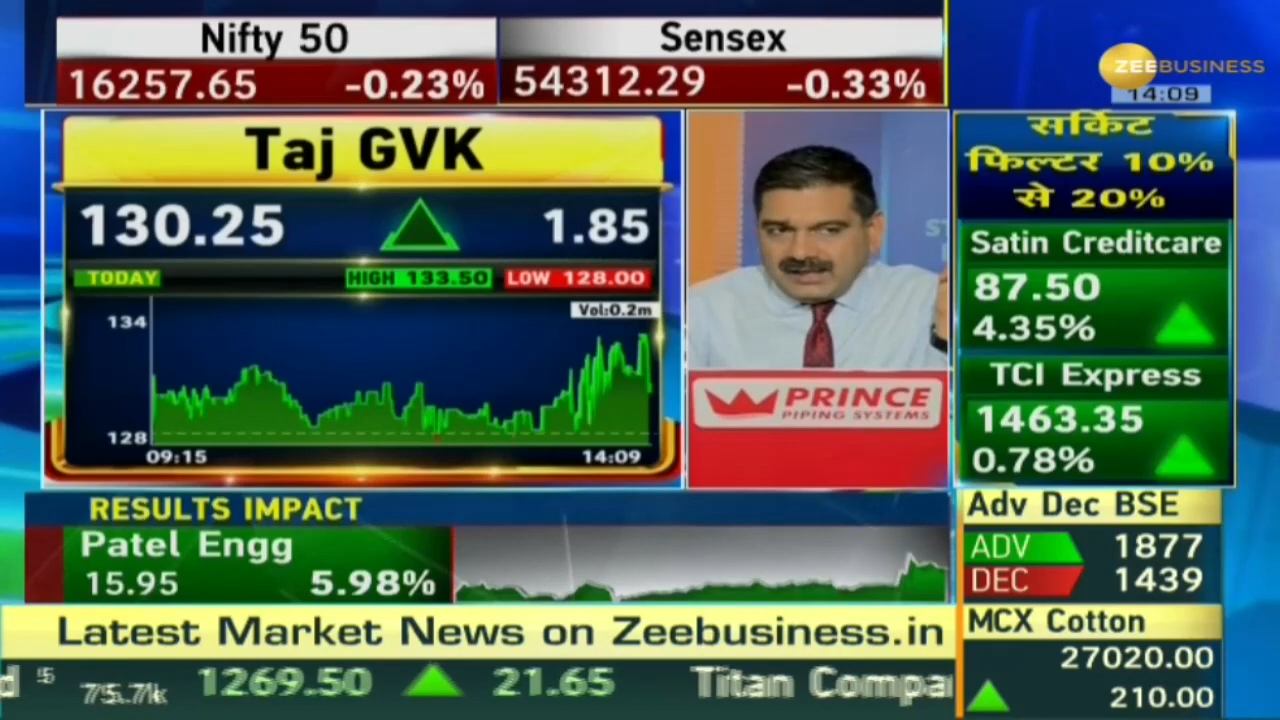 Nifty 50
16257.65 -0.23%
Sensex
54312.29 -0.33%
ZEEBUSINESS
14:09
Taj GVK
130.25 1.85
TODAY HIGH 133.50 LOW 128.00
Vol:0.2m
134
128
09:15 14:09
PRINCE
PIPING SYSTEMS
सर्किट
फिल्टर 10%
से 20%
Satin Creditcare
87.50
4.35%
TCI Express
1463.35
0.78%
RESULTS IMPACT
Patel Engg
15.95 5.98%
Adv Dec BSE
ADV 1877
DEC 1439
MCX Cotton
27020.00
210.00
Latest Market News on Zeebusiness.in
1269.50 21.65 Titan Compa